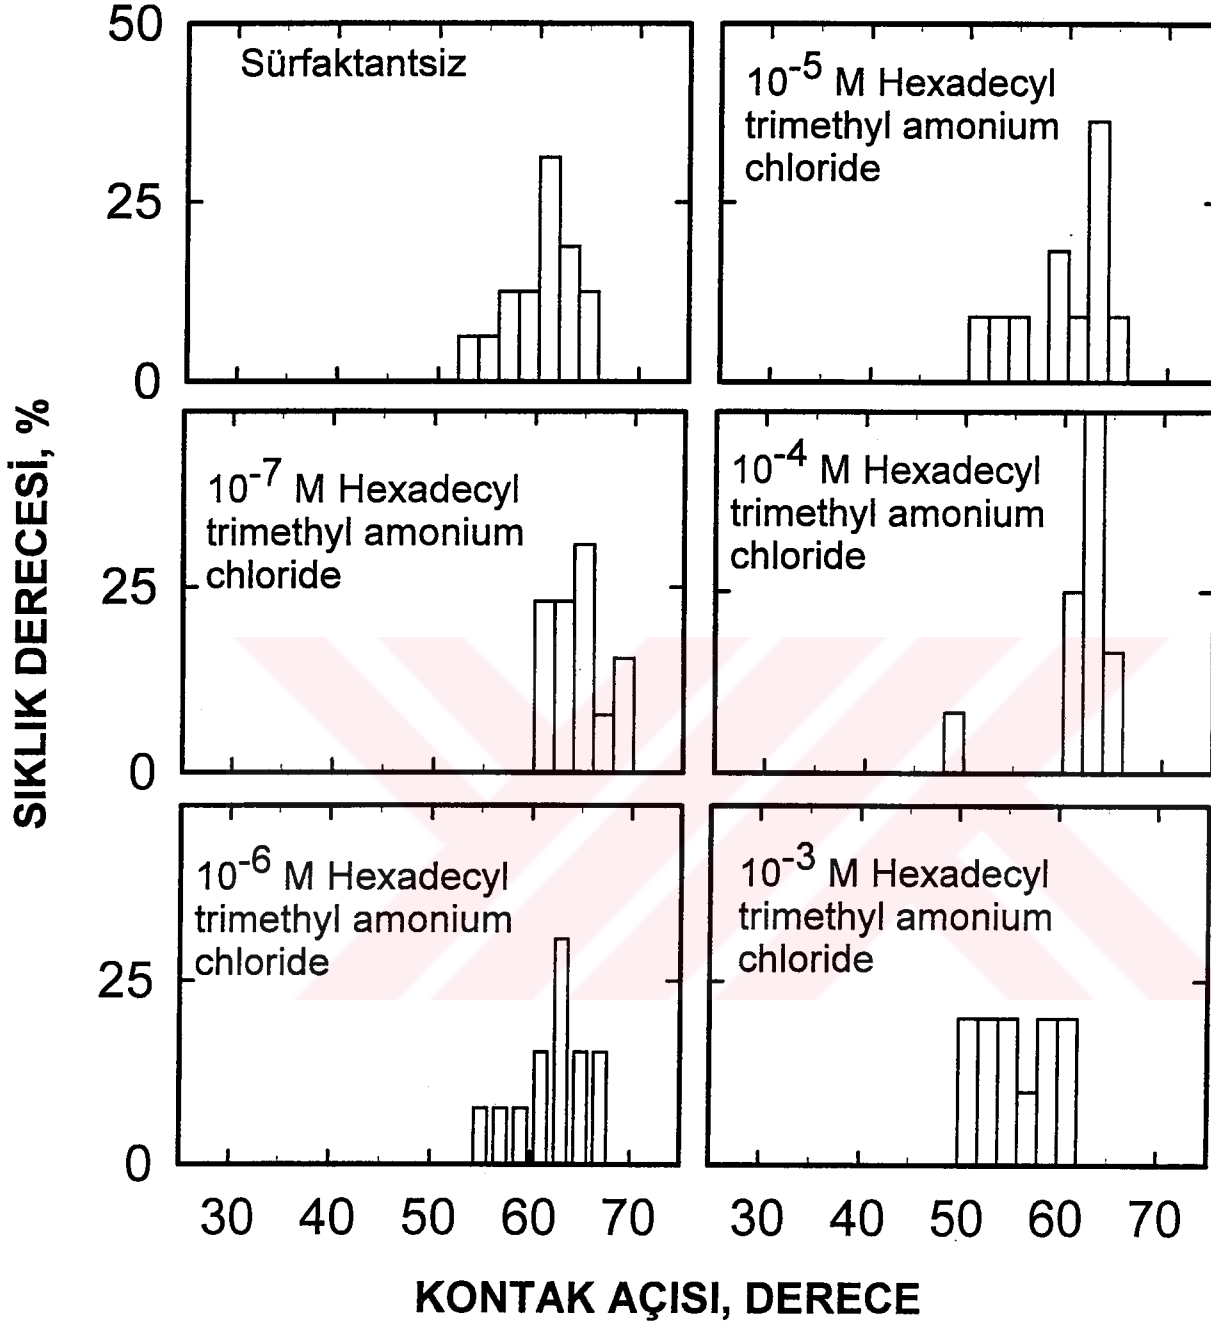 50
25
0
Sürfaktantsiz
10⁻⁵ M Hexadecyl
trimethyl amonium
chloride
25
0
10⁻⁷ M Hexadecyl
trimethyl amonium
chloride
10⁻⁴ M Hexadecyl
trimethyl amonium
chloride
25
0
10⁻⁶ M Hexadecyl
trimethyl amonium
chloride
10⁻³ M Hexadecyl
trimethyl amonium
chloride
30 40 50 60 70 30 40 50 60 70
KONTAK AÇISI, DERECE
SIKLIK DERECESİ, %